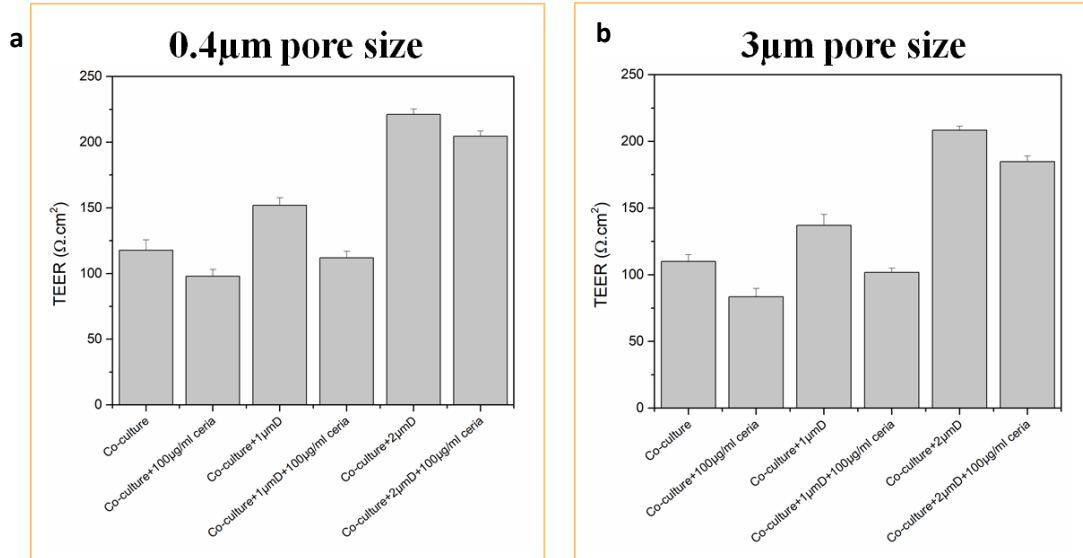 a
0.4µm pore size
250
200
150
100
50
0
TEER (Ω.cm²)
Co-culture
Co-culture+100µg/ml ceria
Co-culture+1µmD
Co-culture+1µmD+100µg/ml ceria
Co-culture+2µmD
Co-culture+2µmD+100µg/ml ceria
b
3µm pore size
250
200
150
100
50
0
TEER (Ω.cm²)
Co-culture
Co-culture+100µg/ml ceria
Co-culture+1µmD
Co-culture+1µmD+100µg/ml ceria
Co-culture+2µmD
Co-culture+2µmD+100µg/ml ceria